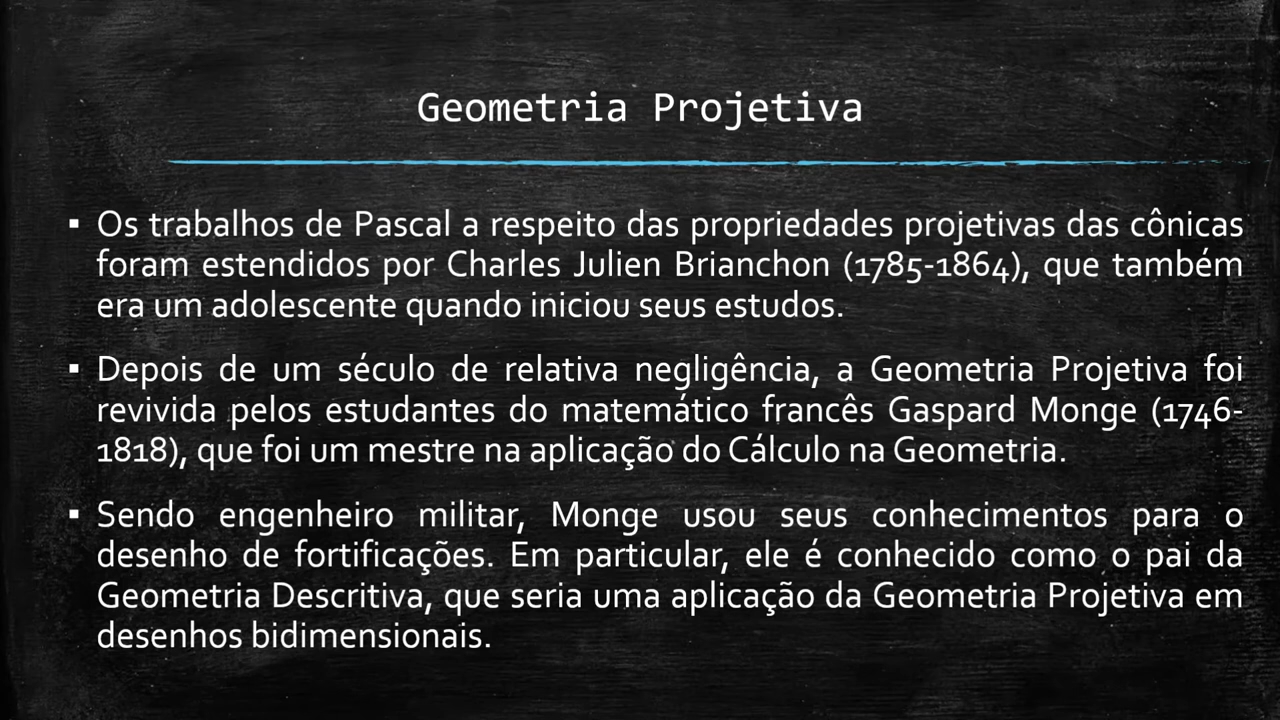 Geometria Projetiva
▪ Os trabalhos de Pascal a respeito das propriedades projetivas das cônicas
foram estendidos por Charles Julien Brianchon (1785-1864), que também
era um adolescente quando iniciou seus estudos.
▪ Depois de um século de relativa negligência, a Geometria Projetiva foi
revivida pelos estudantes do matemático francês Gaspard Monge (1746-
1818), que foi um mestre na aplicação do Cálculo na Geometria.
▪ Sendo engenheiro militar, Monge usou seus conhecimentos para o
desenho de fortificações. Em particular, ele é conhecido como o pai da
Geometria Descritiva, que seria uma aplicação da Geometria Projetiva em
desenhos bidimensionais.